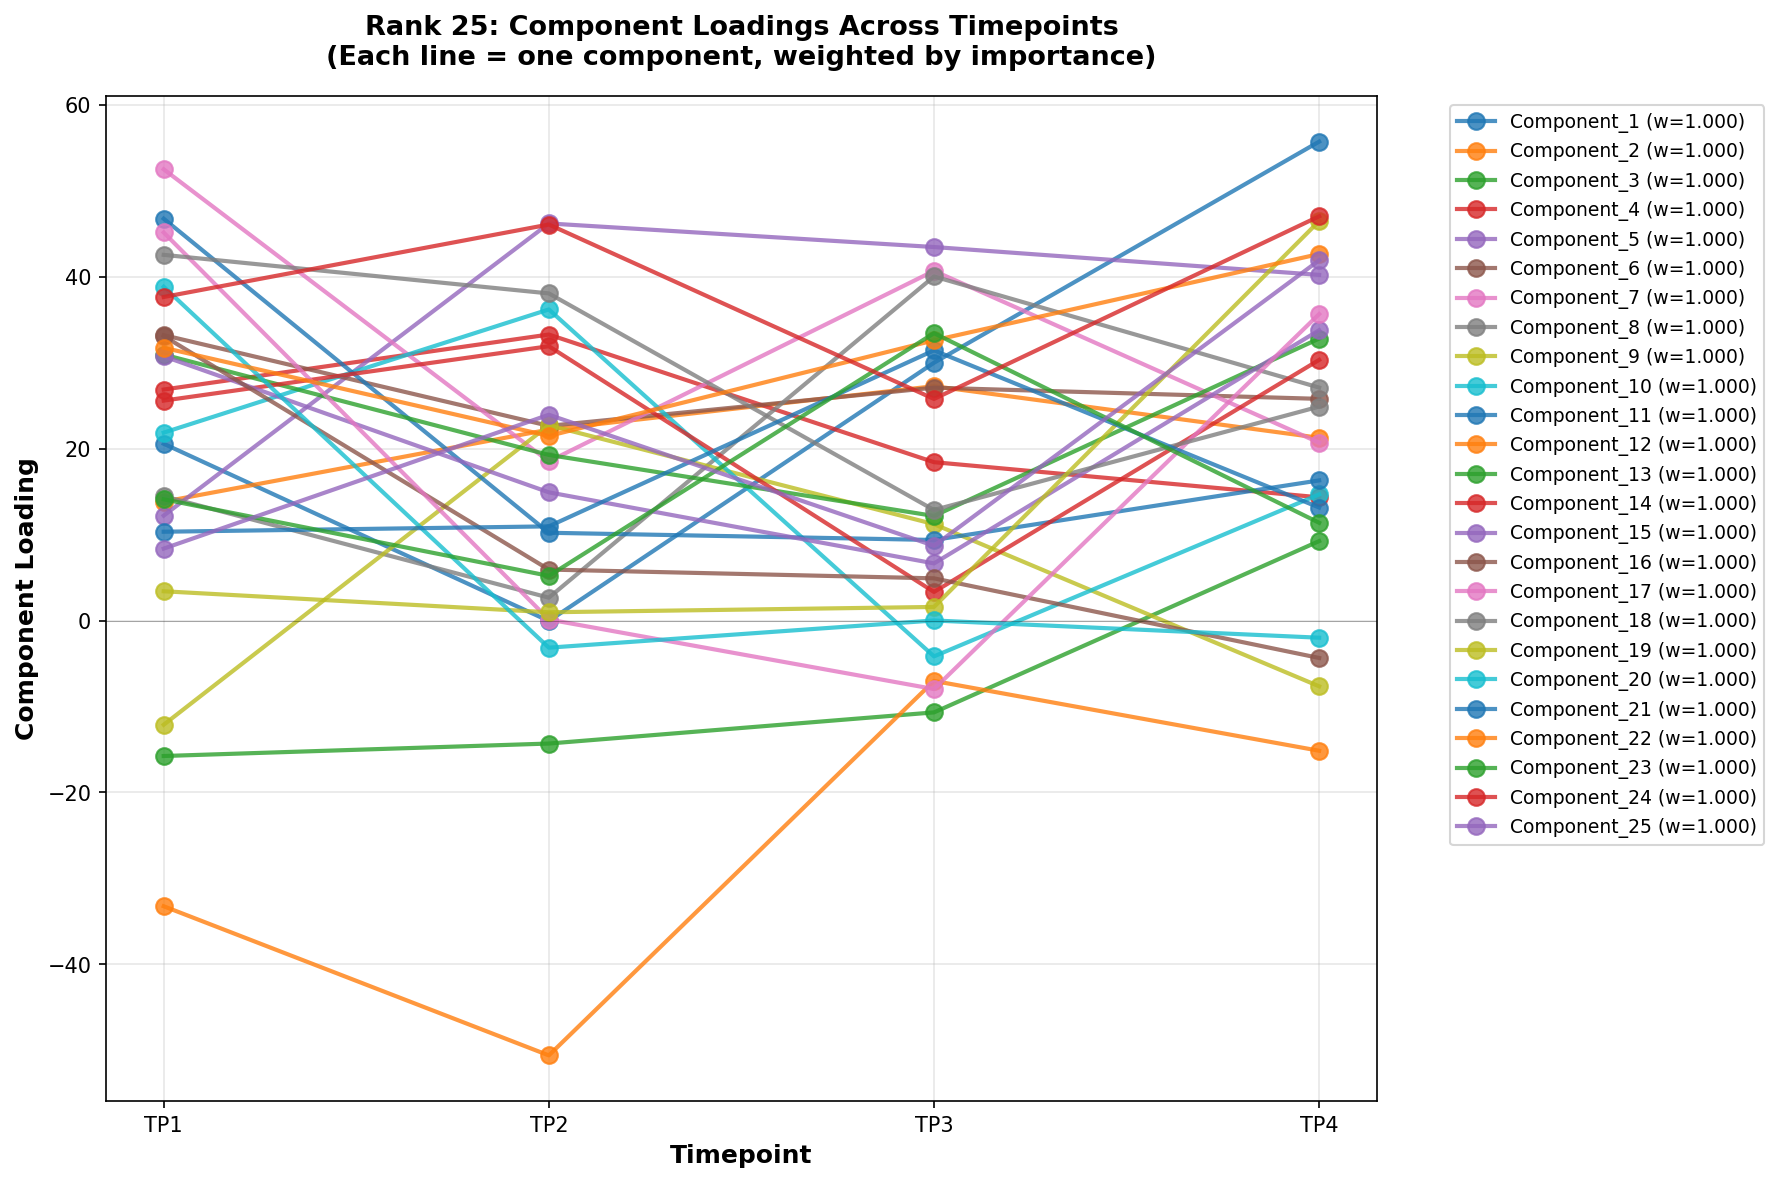 Rank 25: Component Loadings Across Timepoints
(Each line = one component, weighted by importance)
60
40
20
0
−20
−40
Component Loading
TP1
TP2
TP3
TP4
Timepoint
Component_1 (w=1.000)
Component_2 (w=1.000)
Component_3 (w=1.000)
Component_4 (w=1.000)
Component_5 (w=1.000)
Component_6 (w=1.000)
Component_7 (w=1.000)
Component_8 (w=1.000)
Component_9 (w=1.000)
Component_10 (w=1.000)
Component_11 (w=1.000)
Component_12 (w=1.000)
Component_13 (w=1.000)
Component_14 (w=1.000)
Component_15 (w=1.000)
Component_16 (w=1.000)
Component_17 (w=1.000)
Component_18 (w=1.000)
Component_19 (w=1.000)
Component_20 (w=1.000)
Component_21 (w=1.000)
Component_22 (w=1.000)
Component_23 (w=1.000)
Component_24 (w=1.000)
Component_25 (w=1.000)